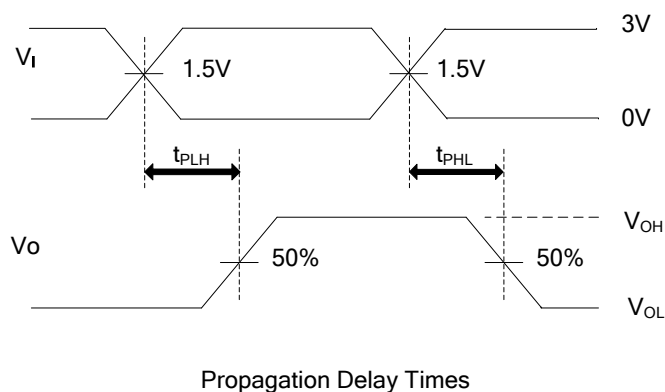 3V
VI
1.5V
1.5V
0V
tPLH
tPHL
VOH
Vo
50%
50%
VOL
Propagation Delay Times